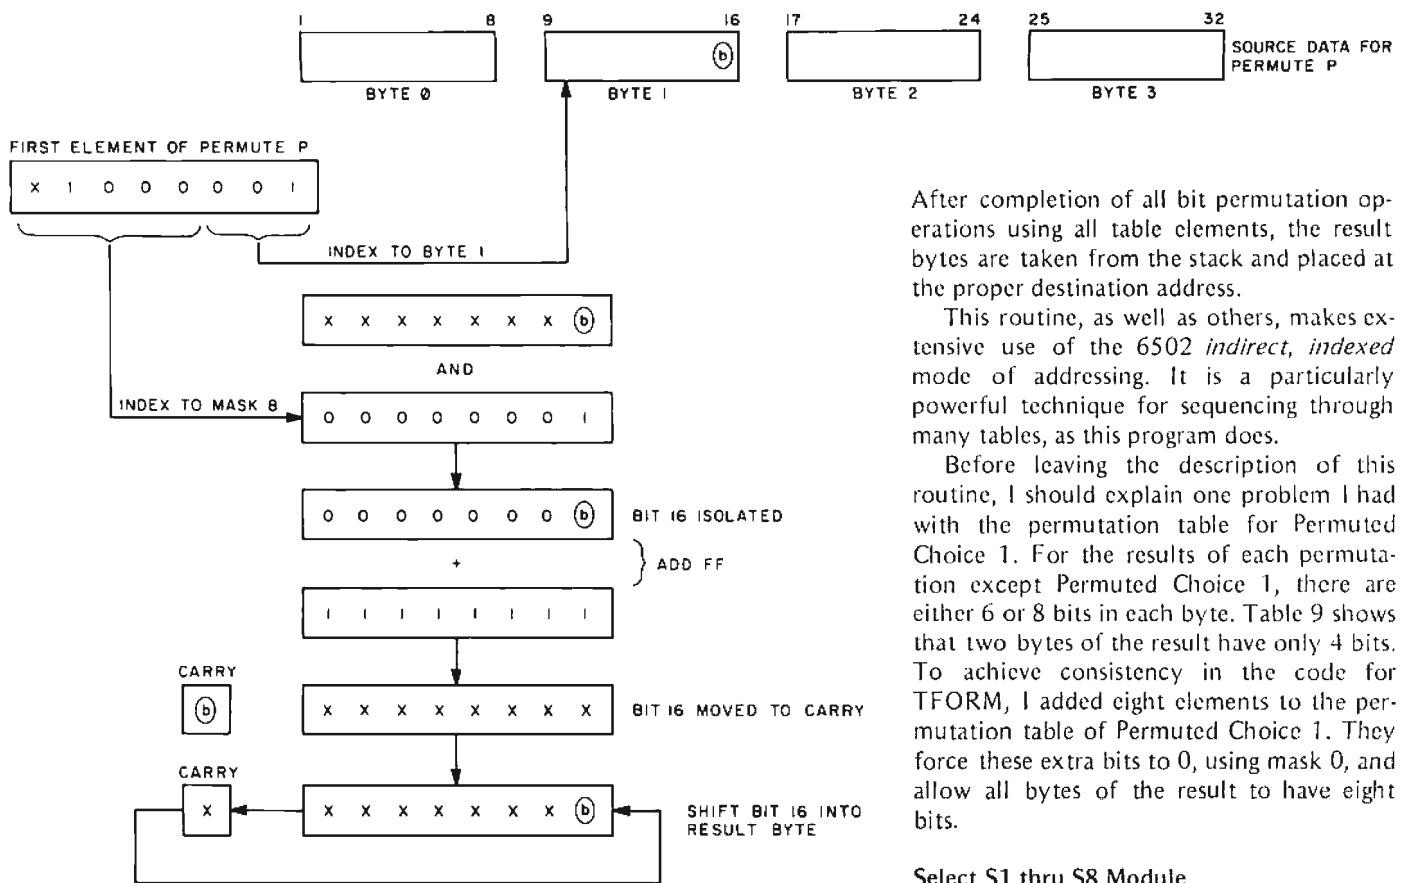 1 8 9 16 17 24 25 32
b
SOURCE DATA FOR
PERMUTE P
BYTE 0 BYTE 1 BYTE 2 BYTE 3
FIRST ELEMENT OF PERMUTE P
X 1 0 0 0 0 0 1
INDEX TO BYTE 1
X X X X X X X b
AND
INDEX TO MASK 8
0 0 0 0 0 0 0 1
0 0 0 0 0 0 0 b BIT 16 ISOLATED
+ } ADD FF
1 1 1 1 1 1 1 1
CARRY
b X X X X X X X X BIT 16 MOVED TO CARRY
CARRY
X X X X X X X X b SHIFT BIT 16 INTO
RESULT BYTE
After completion of all bit permutation op-
erations using all table elements, the result
bytes are taken from the stack and placed at
the proper destination address.
This routine, as well as others, makes ex-
tensive use of the 6502 indirect, indexed
mode of addressing. It is a particularly
powerful technique for sequencing through
many tables, as this program does.
Before leaving the description of this
routine, I should explain one problem I had
with the permutation table for Permuted
Choice 1. For the results of each permuta-
tion except Permuted Choice 1, there are
either 6 or 8 bits in each byte. Table 9 shows
that two bytes of the result have only 4 bits.
To achieve consistency in the code for
TFORM, I added eight elements to the per-
mutation table of Permuted Choice 1. They
force these extra bits to 0, using mask 0, and
allow all bytes of the result to have eight
bits.
Select S1 thru S8 Module